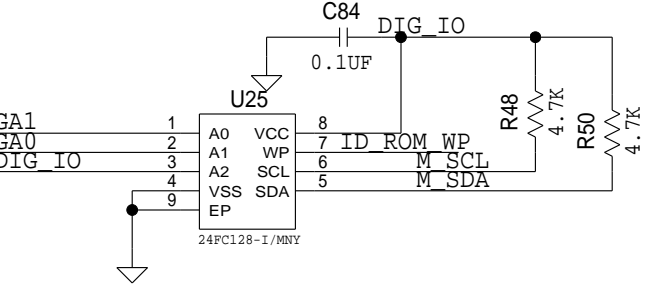 C84
DIG_IO
0.1UF
U25
R48
4.7K
R50
4.7K
GA1 1 A0 VCC 8
GA0 2 A1 WP 7 ID_ROM_WP
DIG_IO 3 A2 SCL 6 M_SCL
4 VSS SDA 5 M_SDA
9 EP
24FC128-I/MNY